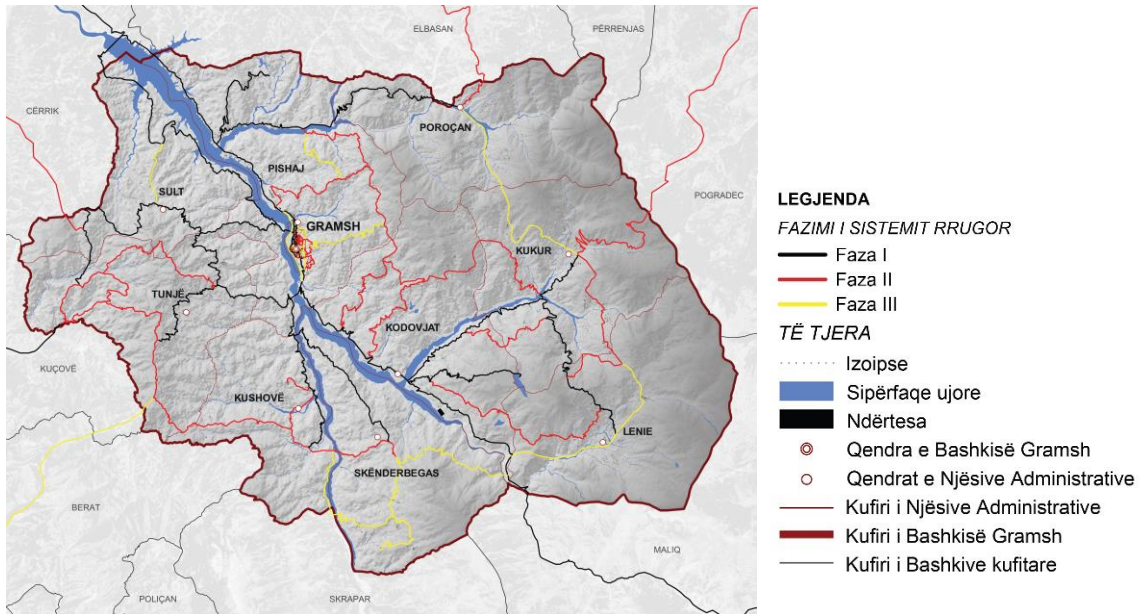 ELBASAN
PËRRENJAS
CËRRIK
POROÇAN
PISHAJ
SULT
POGRADEC
GRAMSH
KUKUR
TUNJË
KODOVJAT
KUÇOVË
KUSHOVË
LENIE
SKËNDERBEGAS
BERAT
MALIQ
POLIÇAN
SKRAPAR
LEGJENDA
FAZIMI I SISTEMIT RRUGOR
Faza I
Faza II
Faza III
TË TJERA
Izoipse
Sipërfaqe ujore
Ndërtesa
Qendra e Bashkisë Gramsh
Qendrat e Njësive Administrative
Kufiri i Njësive Administrative
Kufiri i Bashkisë Gramsh
Kufiri i Bashkive kufitare